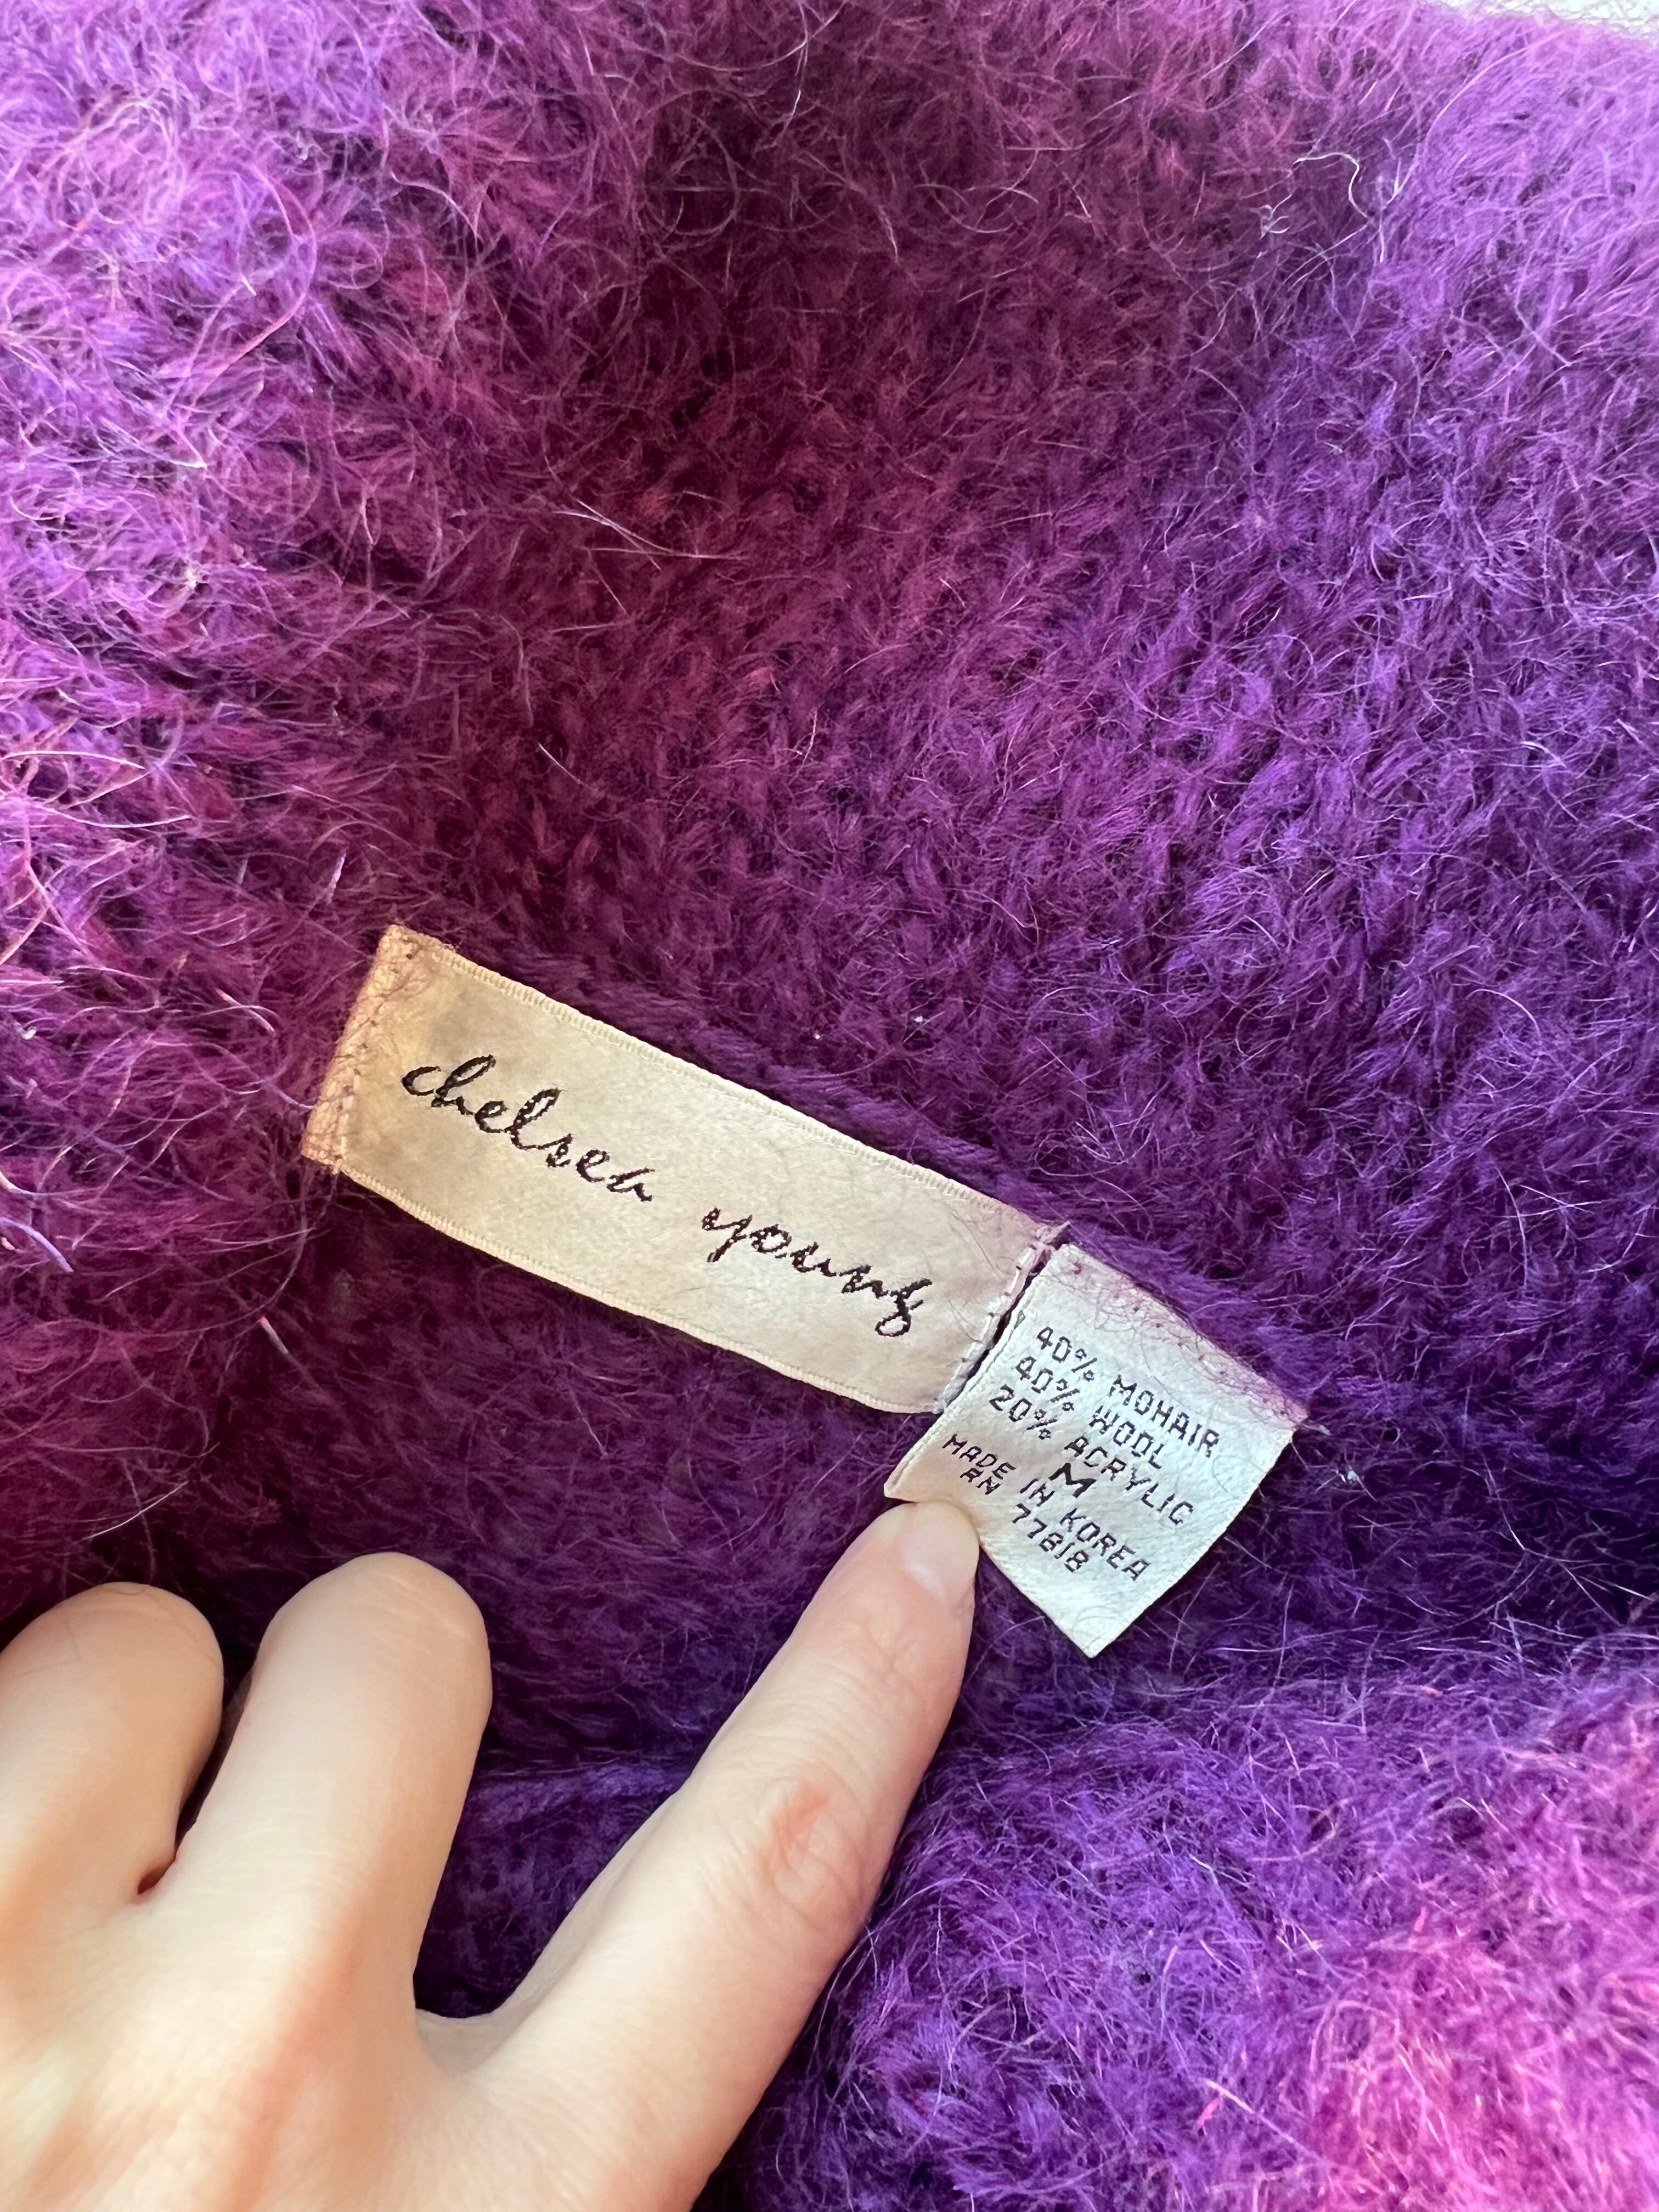 chelsea young
40% MOHAIR
40% WOOL
20% ACRYLIC
M
MADE IN KOREA
RN 77818